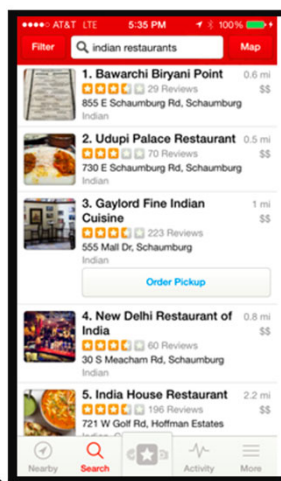 AT&T LTE 5:35 PM 100%
Filter indian restaurants Map
1. Bawarchi Biryani Point 0.6 mi
29 Reviews $$
855 E Schaumburg Rd, Schaumburg
Indian
2. Udupi Palace Restaurant 0.5 mi
70 Reviews $$
730 E Schaumburg Rd, Schaumburg
Indian
3. Gaylord Fine Indian 1 mi
Cuisine $$
223 Reviews
555 Mall Dr, Schaumburg
Indian
Order Pickup
4. New Delhi Restaurant of 0.8 mi
India $$
60 Reviews
30 S Meacham Rd, Schaumburg
Indian
5. India House Restaurant 2.2 mi
196 Reviews $$
721 W Golf Rd, Hoffman Estates
Nearby Search Activity More